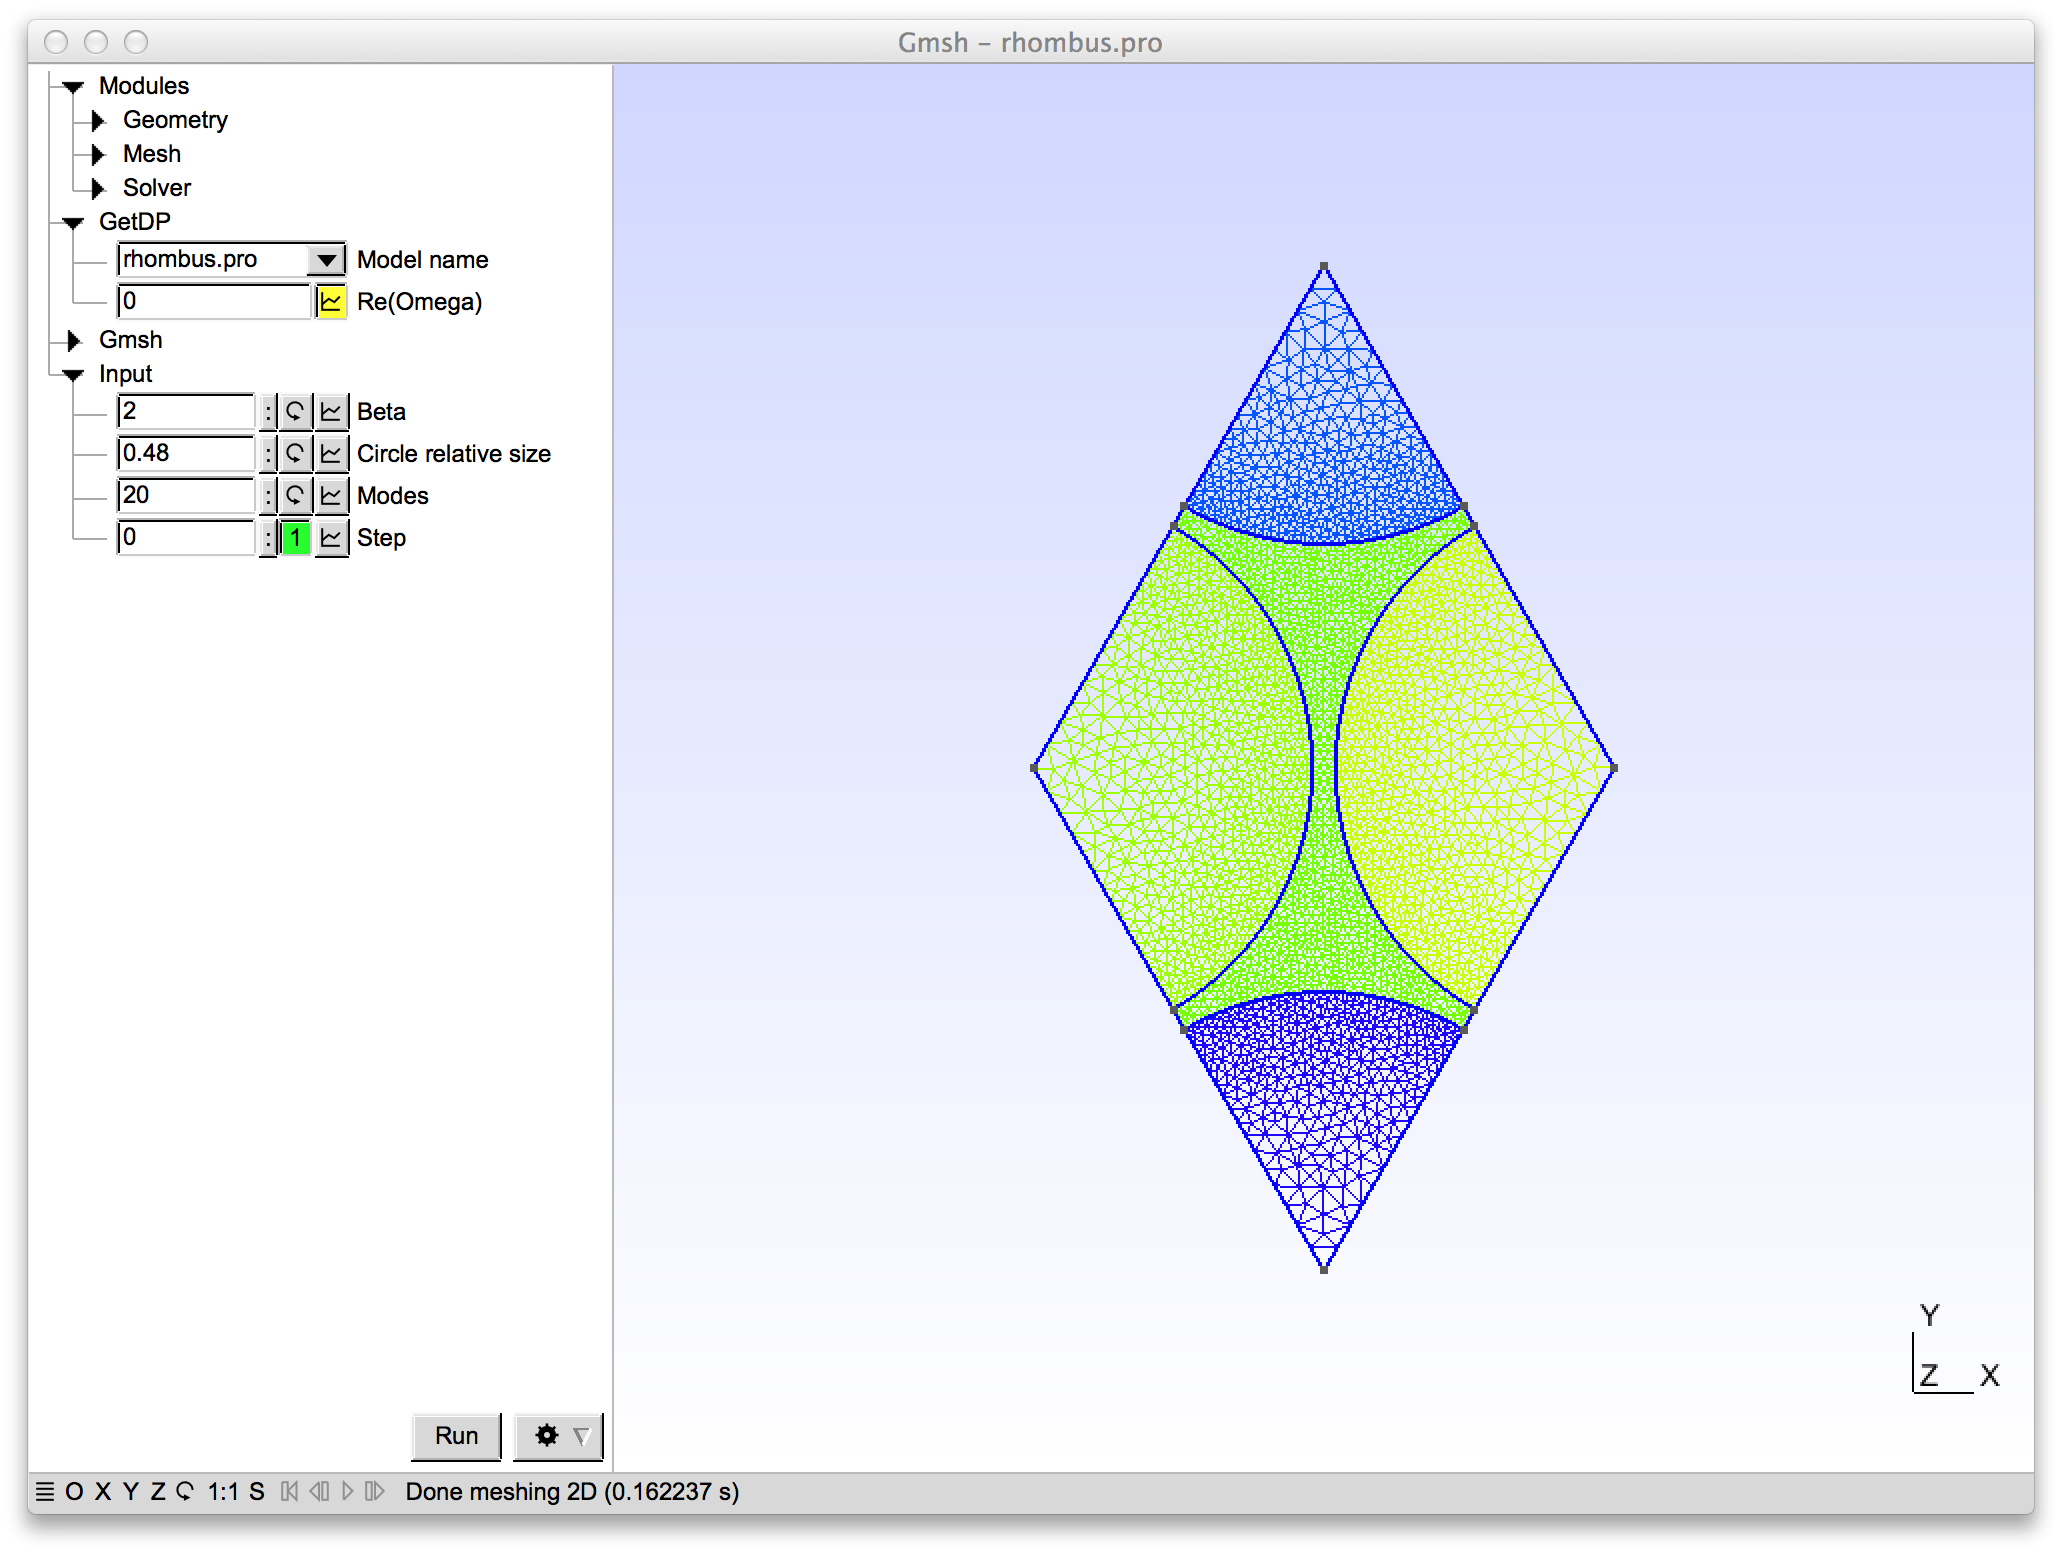 Gmsh – rhombus.pro
Modules
Geometry
Mesh
Solver
GetDP
rhombus.pro Model name
0 Re(Omega)
Gmsh
Input
2 : Beta
0.48 : Circle relative size
20 : Modes
0 : 1 Step
Y
Z X
Run
O X Y Z 1:1 S Done meshing 2D (0.162237 s)